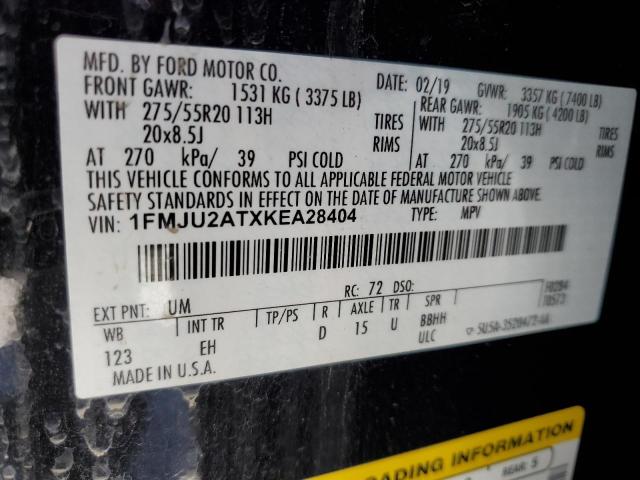 MFD. BY FORD MOTOR CO.
DATE: 02/19 GVWR: 3357 KG (7400 LB)
FRONT GAWR: 1531 KG (3375 LB) REAR GAWR: 1905 KG (4200 LB)
WITH 275/55R20 113H TIRES WITH 275/55R20 113H TIRES
20x8.5J RIMS 20x8.5J RIMS
AT 270 kPa/ 39 PSI COLD AT 270 kPa/ 39 PSI COLD
THIS VEHICLE CONFORMS TO ALL APPLICABLE FEDERAL MOTOR VEHICLE
SAFETY STANDARDS IN EFFECT ON THE DATE OF MANUFACTURE SHOWN ABOVE.
VIN: 1FMJU2ATXKEA28404 TYPE: MPV
EXT PNT: UM RC: 72 DSO:
WB INT TR TP/PS R AXLE TR SPR
123 EH D 15 U BBHH
ULC
MADE IN U.S.A.
LOADING INFORMATION
REAR: 5